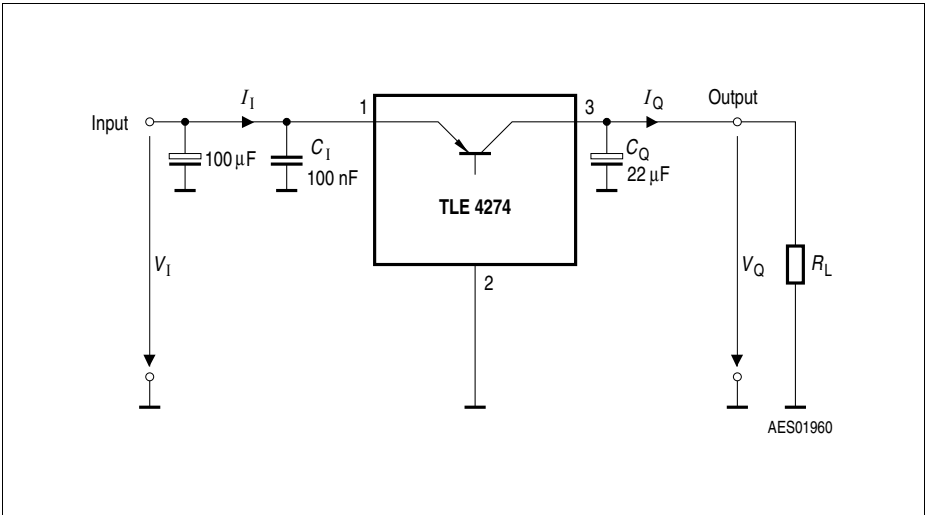 Input
I_I
1
3
I_Q
Output
100 µF
C_I
100 nF
C_Q
22 µF
TLE 4274
V_I
2
V_Q
R_L
AES01960